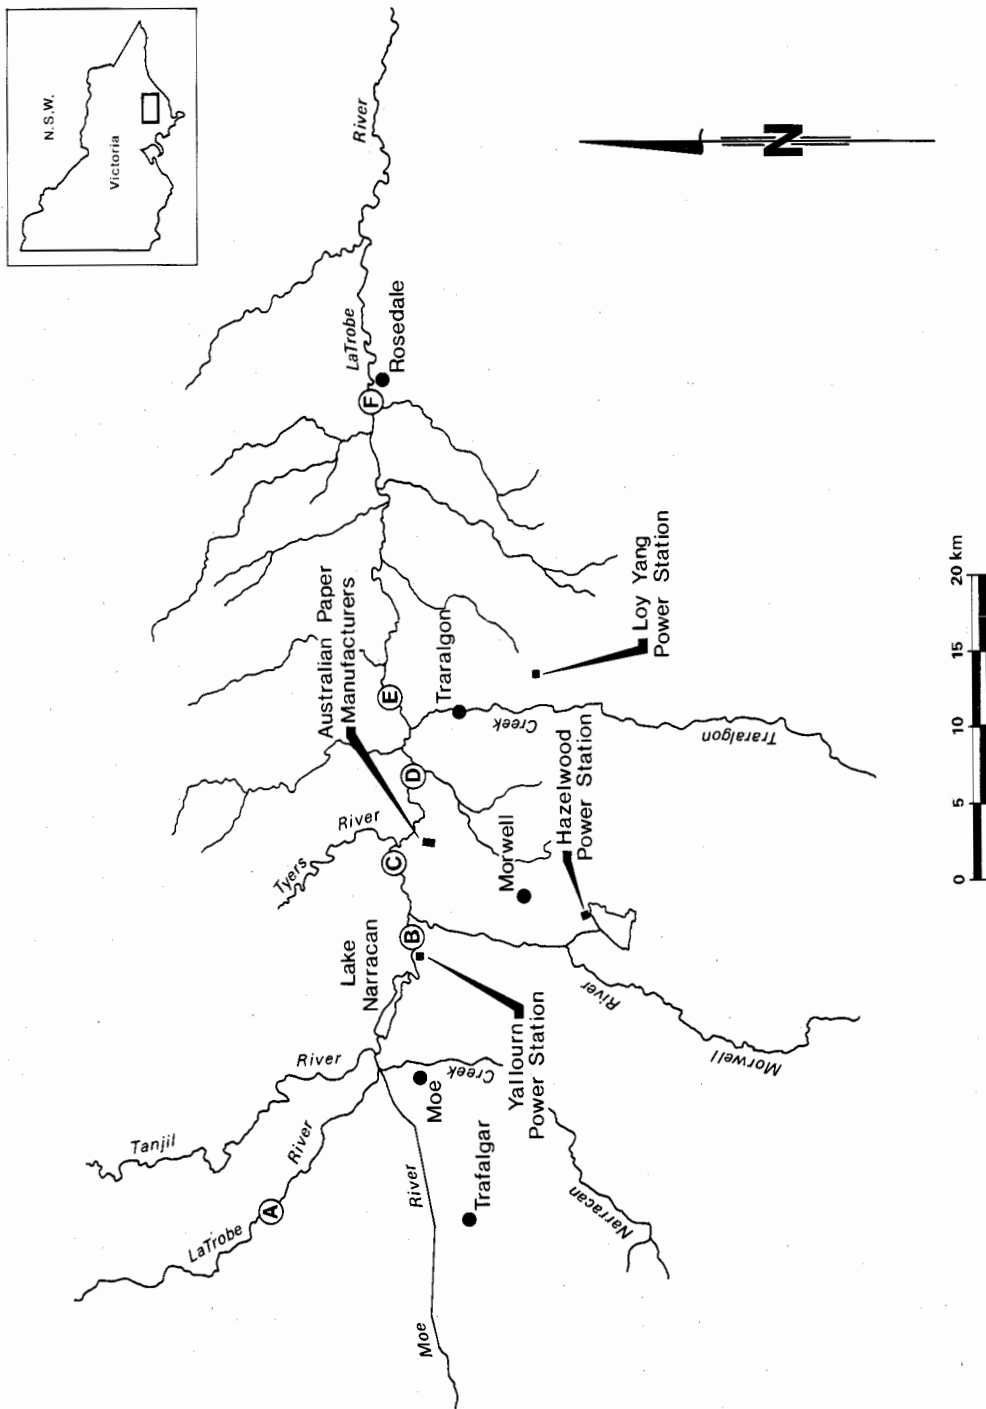 N.S.W.
Victoria
River
LaTrobe
Rosedale
F
N
Australian Paper
Manufacturers
Loy Yang
Power Station
E
Traralgon
Creek
Traralgon
D
River
Tyers
C
Morwell
Hazelwood
Power Station
Lake
Narracan
B
River
Morwell
Yallourn
Power Station
River
Tanjil
River
LaTrobe
A
Moe
Creek
Narracan
River
Moe
Trafalgar
0 5 10 15 20 km